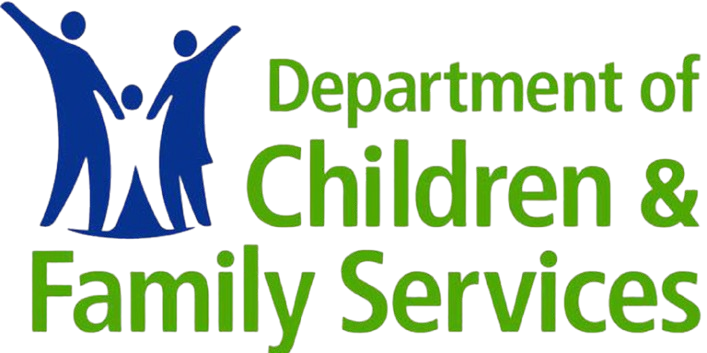 Department of
Children &
Family Services